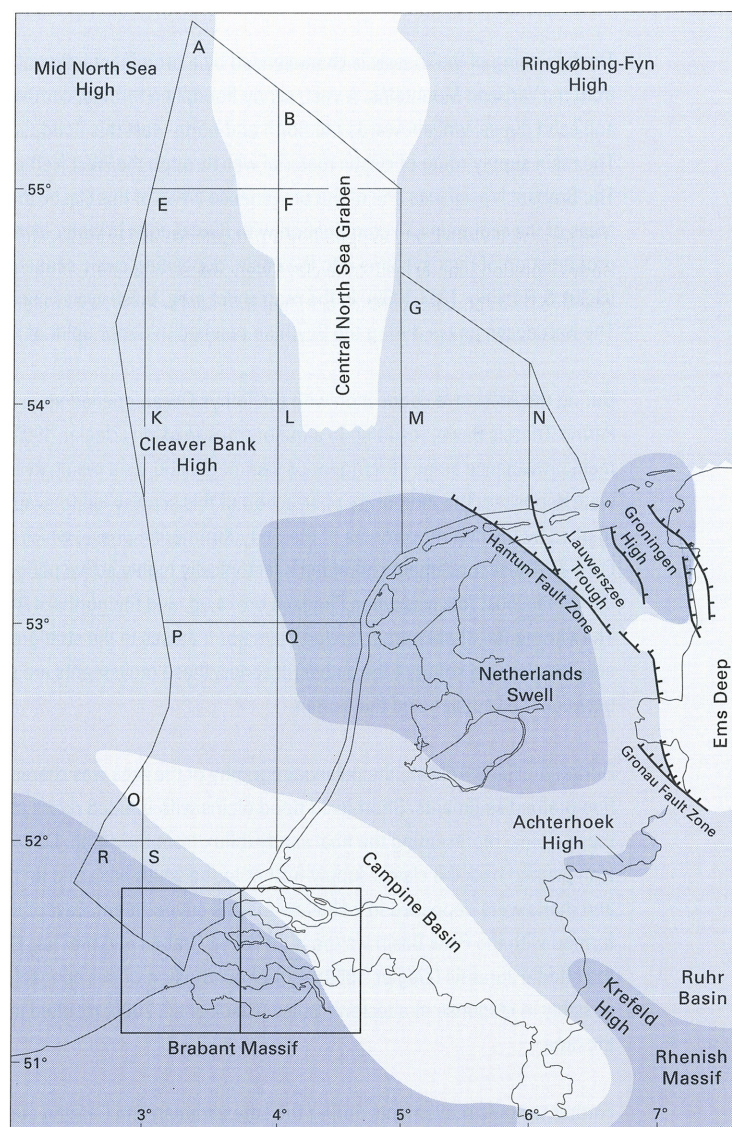 A
Mid North Sea
High
Ringkøbing-Fyn
High
B
55°
E
F
Central North Sea Graben
G
54°
K
L
M
N
Cleaver Bank
High
Hantum Fault Zone
Lauwerszee
Trough
Groningen
High
53°
P
Q
Netherlands
Swell
Ems Deep
Gronau Fault Zone
O
Achterhoek
High
52°
R
S
Campine Basin
Krefeld
High
Ruhr
Basin
Brabant Massif
51°
Rhenish
Massif
3°
4°
5°
6°
7°